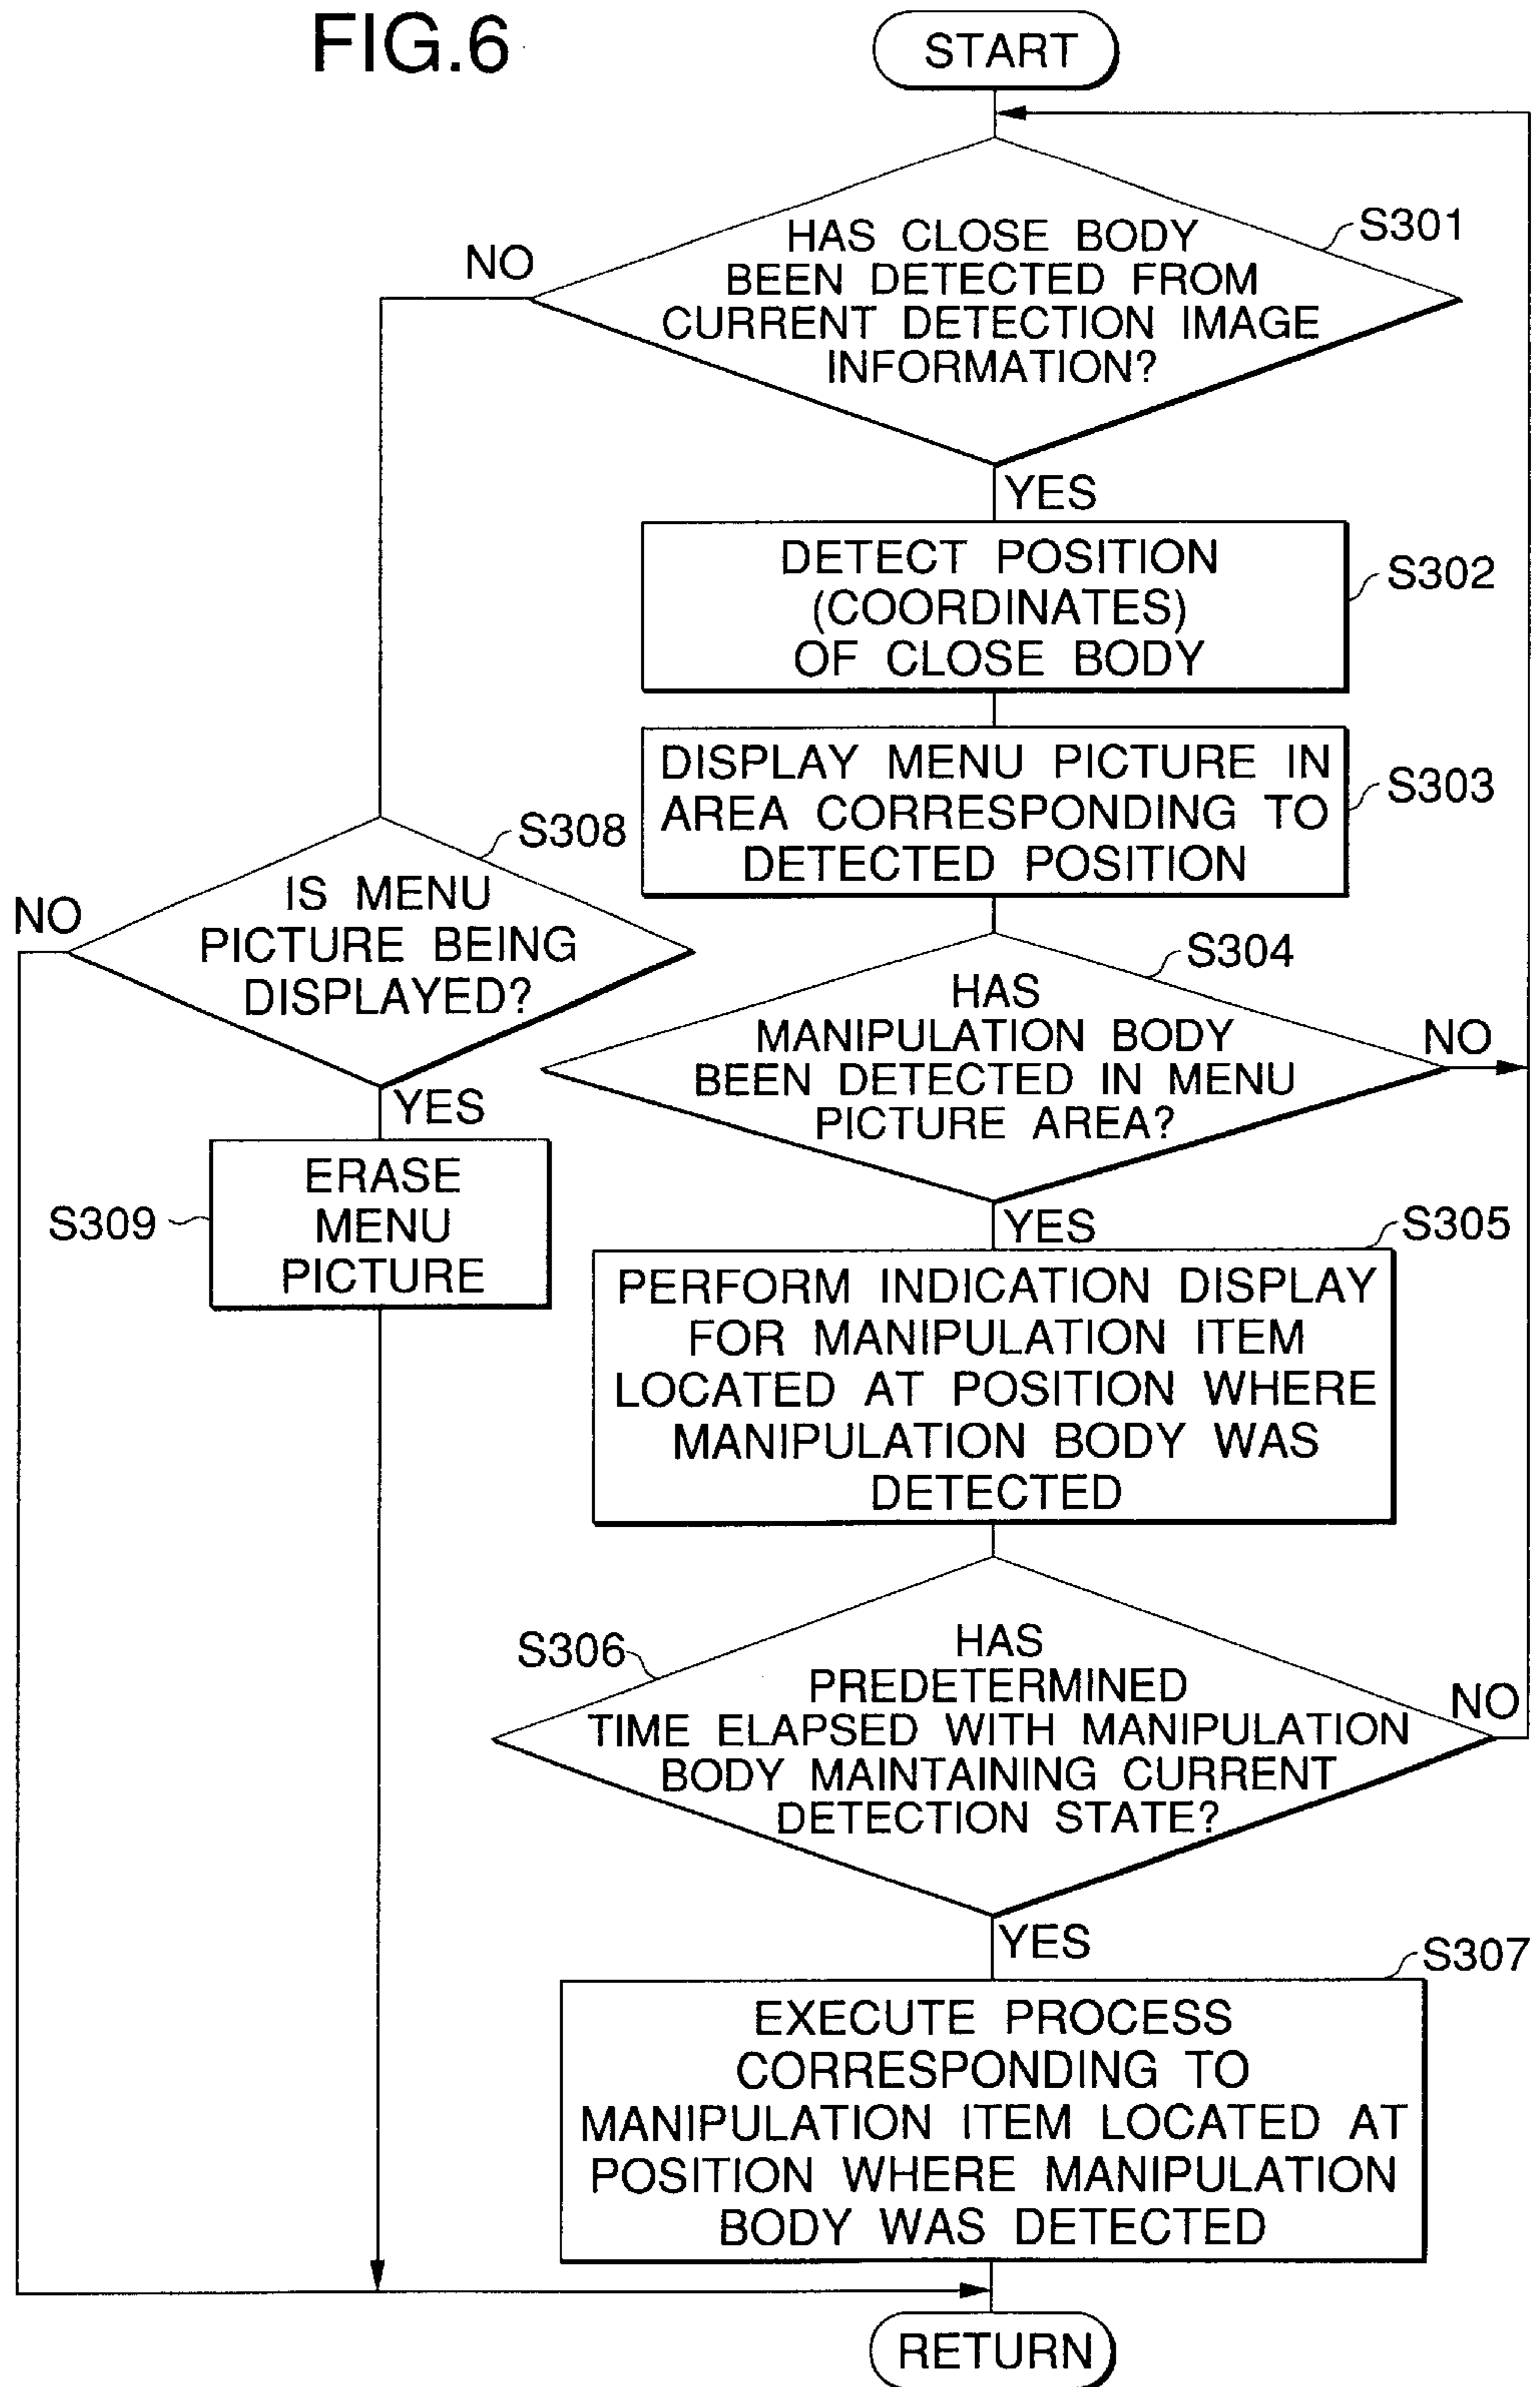 FIG.6
START
HAS CLOSE BODY
BEEN DETECTED FROM
CURRENT DETECTION IMAGE
INFORMATION?
S301
NO
YES
DETECT POSITION
(COORDINATES)
OF CLOSE BODY
S302
DISPLAY MENU PICTURE IN
AREA CORRESPONDING TO
DETECTED POSITION
S303
S308
IS MENU
PICTURE BEING
DISPLAYED?
NO
YES
ERASE
MENU
PICTURE
S309
S304
HAS
MANIPULATION BODY
BEEN DETECTED IN MENU
PICTURE AREA?
NO
YES
S305
PERFORM INDICATION DISPLAY
FOR MANIPULATION ITEM
LOCATED AT POSITION WHERE
MANIPULATION BODY WAS
DETECTED
S306
HAS
PREDETERMINED
TIME ELAPSED WITH MANIPULATION
BODY MAINTAINING CURRENT
DETECTION STATE?
NO
YES
S307
EXECUTE PROCESS
CORRESPONDING TO
MANIPULATION ITEM LOCATED AT
POSITION WHERE MANIPULATION
BODY WAS DETECTED
RETURN